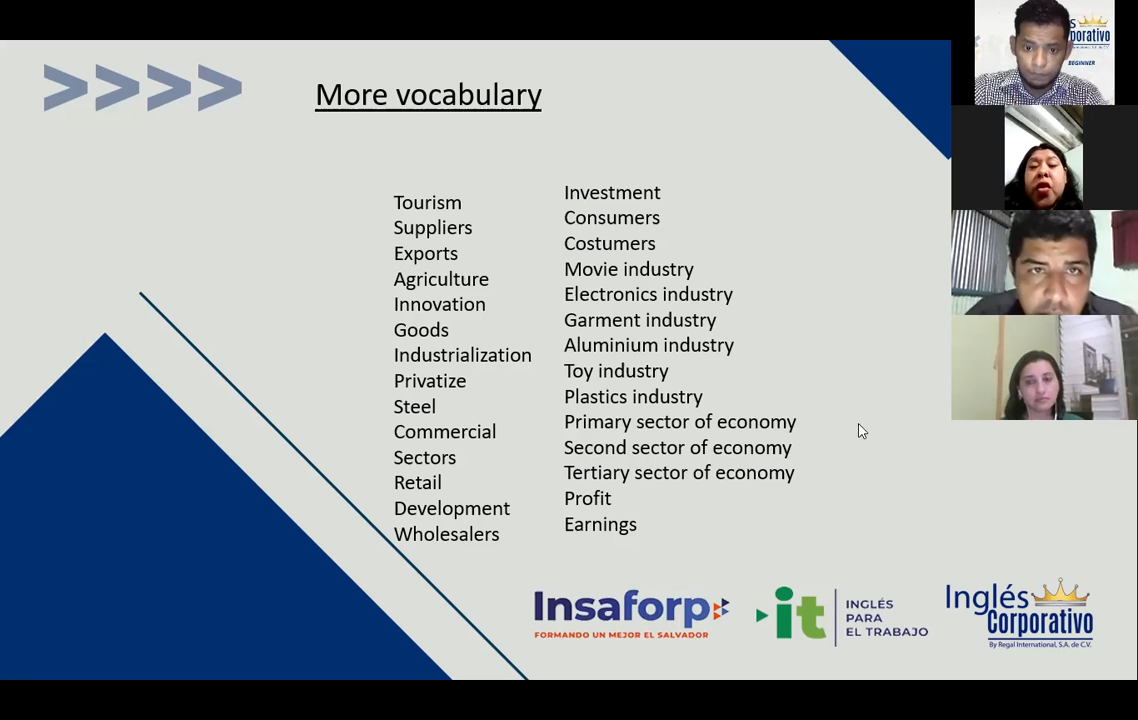 >>>>
More vocabulary
Tourism
Suppliers
Exports
Agriculture
Innovation
Goods
Industrialization
Privatize
Steel
Commercial
Sectors
Retail
Development
Wholesalers
Investment
Consumers
Costumers
Movie industry
Electronics industry
Garment industry
Aluminium industry
Toy industry
Plastics industry
Primary sector of economy
Second sector of economy
Tertiary sector of economy
Profit
Earnings
Insaforp
FORMANDO UN MEJOR EL SALVADOR
it
INGLÉS
PARA
EL TRABAJO
Inglés
Corporativo
By Regal International, S.A. de C.V.
BEGINNER